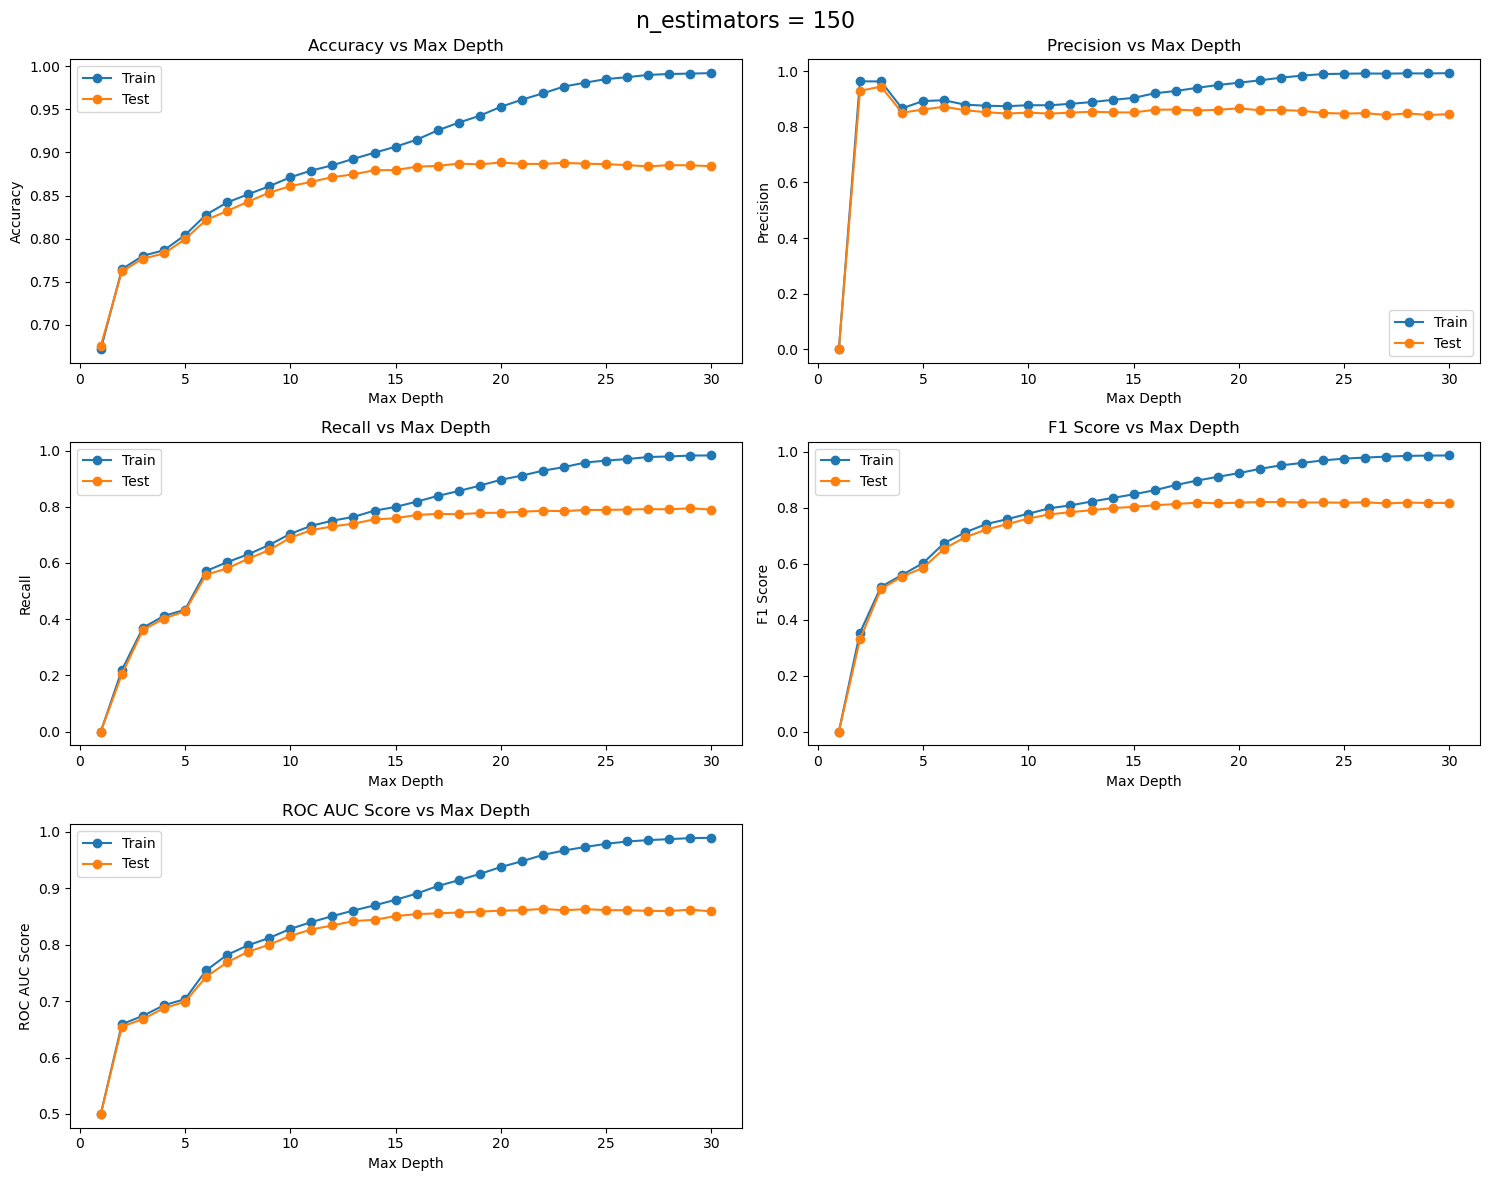 n_estimators = 150
Accuracy vs Max Depth
1.00
0.95
0.90
0.85
0.80
0.75
0.70
Accuracy
Train
Test
0 5 10 15 20 25 30
Max Depth
Precision vs Max Depth
1.0
0.8
0.6
0.4
0.2
0.0
Precision
Train
Test
0 5 10 15 20 25 30
Max Depth
Recall vs Max Depth
1.0
0.8
0.6
0.4
0.2
0.0
Recall
Train
Test
0 5 10 15 20 25 30
Max Depth
F1 Score vs Max Depth
1.0
0.8
0.6
0.4
0.2
0.0
F1 Score
Train
Test
0 5 10 15 20 25 30
Max Depth
ROC AUC Score vs Max Depth
1.0
0.9
0.8
0.7
0.6
0.5
ROC AUC Score
Train
Test
0 5 10 15 20 25 30
Max Depth